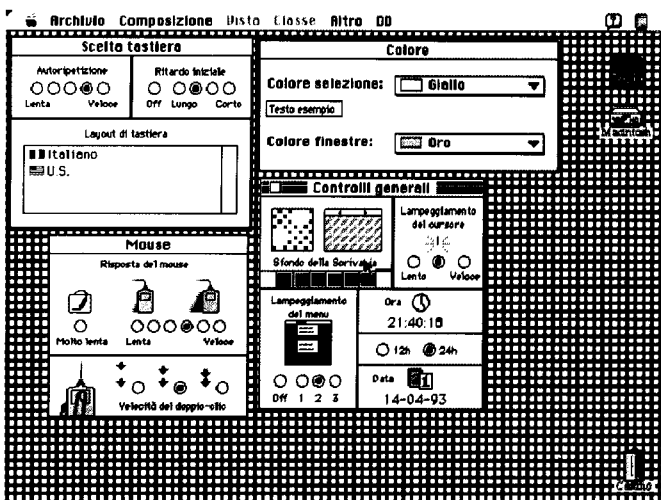 Archivio Composizione Vista Classe Altro DD
Scelta tastiera
Autoripetizione
Lenta Veloce
Ritardo iniziale
Off Lungo Corto
Layout di tastiera
Italiano
U.S.
Colore
Colore selezione: Giallo
Testo esempio
Colore finestre: Oro
Macintosh
Mouse
Risposta del mouse
Molto lenta Lenta Veloce
Velocità del doppio-clic
Controlli generali
Sfondo della Scrivania
Lampeggiamento
del cursore
Lento Veloce
Lampeggiamento
del menu
Off 1 2 3
Ora
21:40:18
12h 24h
Data
14-04-93
Cestino